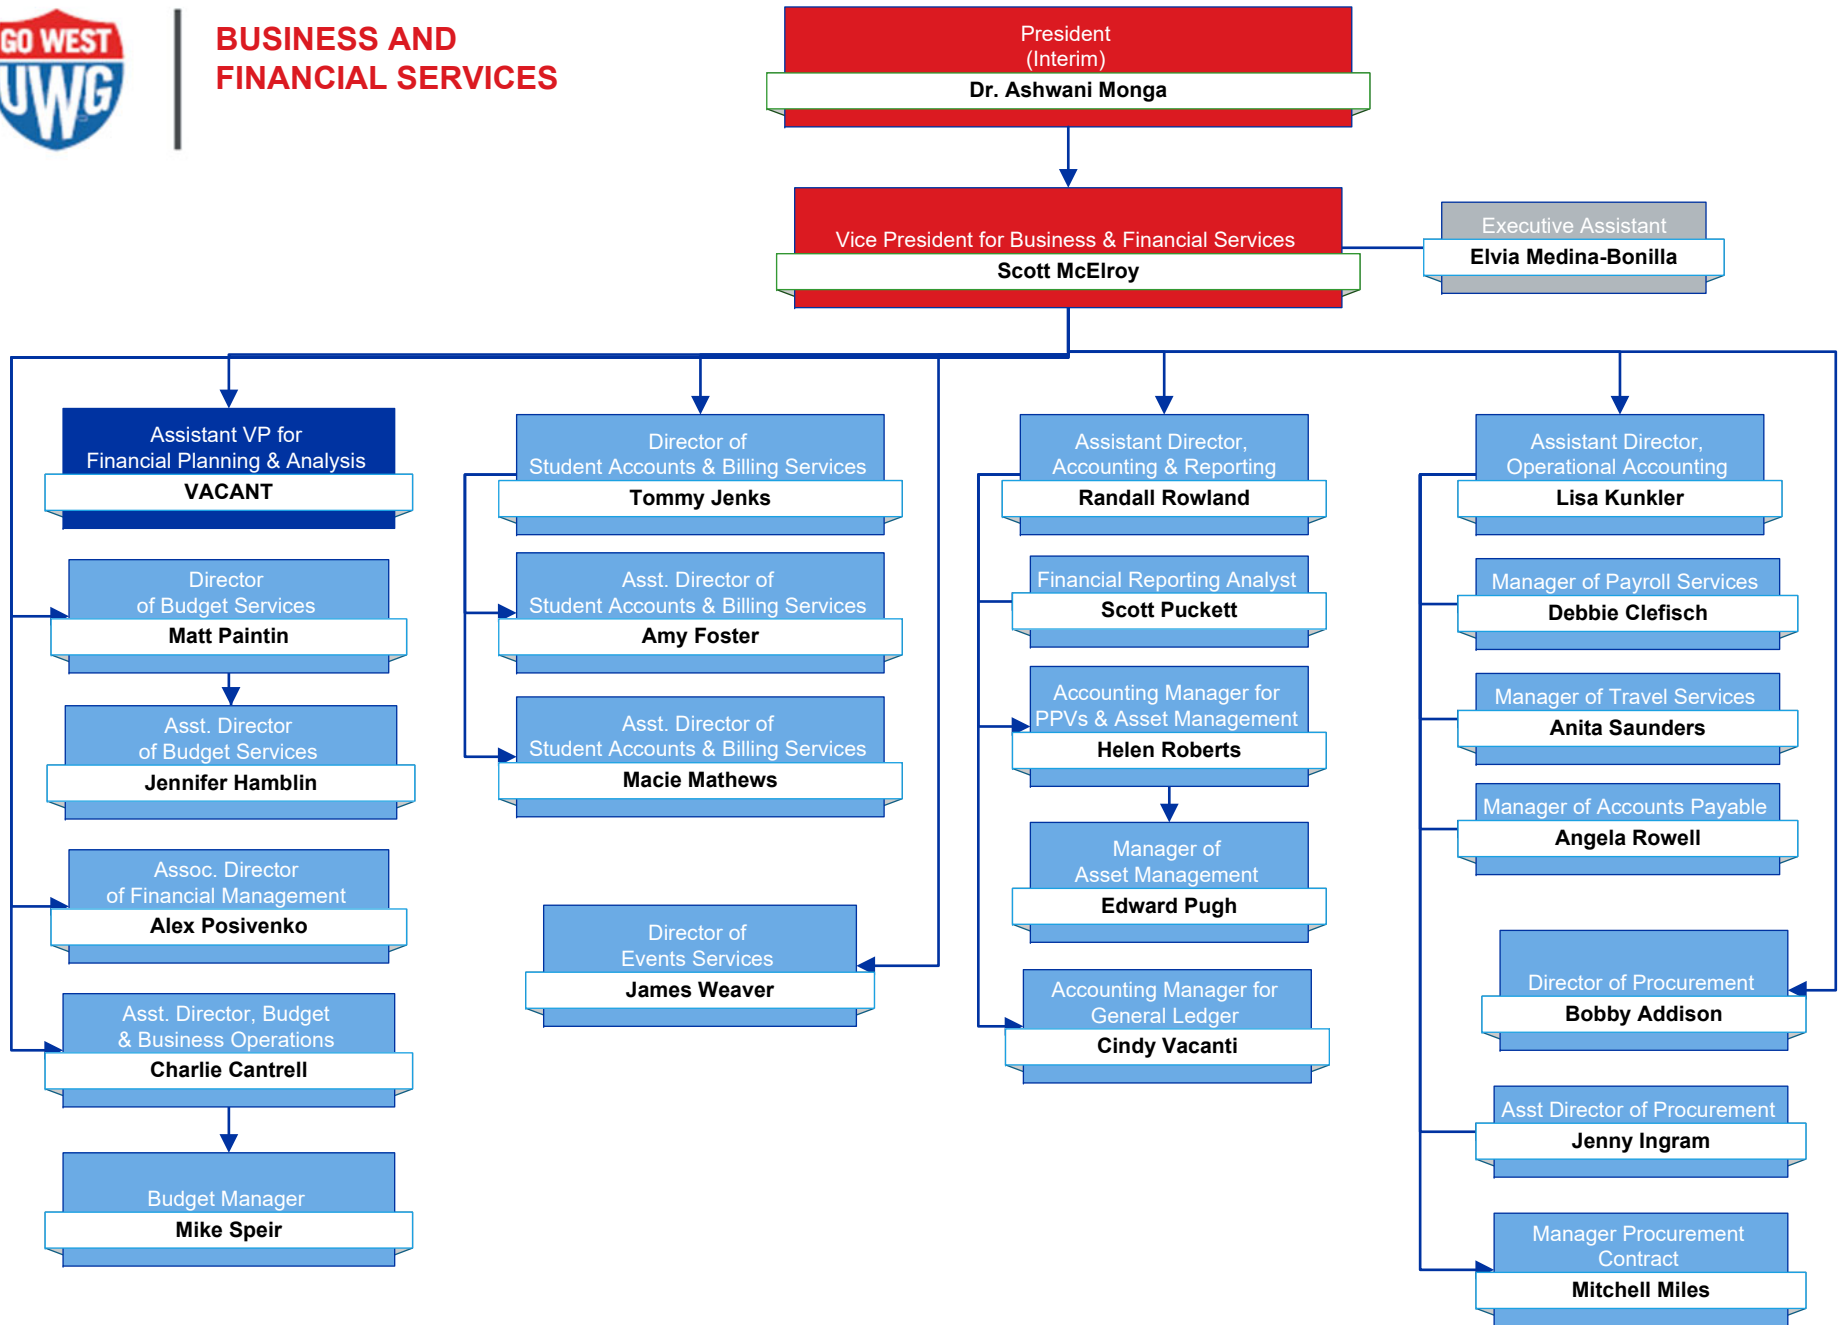 GO WEST
UWG
BUSINESS AND
FINANCIAL SERVICES
President
(Interim)
Dr. Ashwani Monga
Vice President for Business & Financial Services
Scott McElroy
Executive Assistant
Elvia Medina-Bonilla
Assistant VP for
Financial Planning & Analysis
VACANT
Director
of Budget Services
Matt Paintin
Asst. Director
of Budget Services
Jennifer Hamblin
Assoc. Director
of Financial Management
Alex Posivenko
Asst. Director, Budget
& Business Operations
Charlie Cantrell
Budget Manager
Mike Speir
Director of
Student Accounts & Billing Services
Tommy Jenks
Asst. Director of
Student Accounts & Billing Services
Amy Foster
Asst. Director of
Student Accounts & Billing Services
Macie Mathews
Director of
Events Services
James Weaver
Assistant Director,
Accounting & Reporting
Randall Rowland
Financial Reporting Analyst
Scott Puckett
Accounting Manager for
PPVs & Asset Management
Helen Roberts
Manager of
Asset Management
Edward Pugh
Accounting Manager for
General Ledger
Cindy Vacanti
Assistant Director,
Operational Accounting
Lisa Kunkler
Manager of Payroll Services
Debbie Clefisch
Manager of Travel Services
Anita Saunders
Manager of Accounts Payable
Angela Rowell
Director of Procurement
Bobby Addison
Asst Director of Procurement
Jenny Ingram
Manager Procurement
Contract
Mitchell Miles